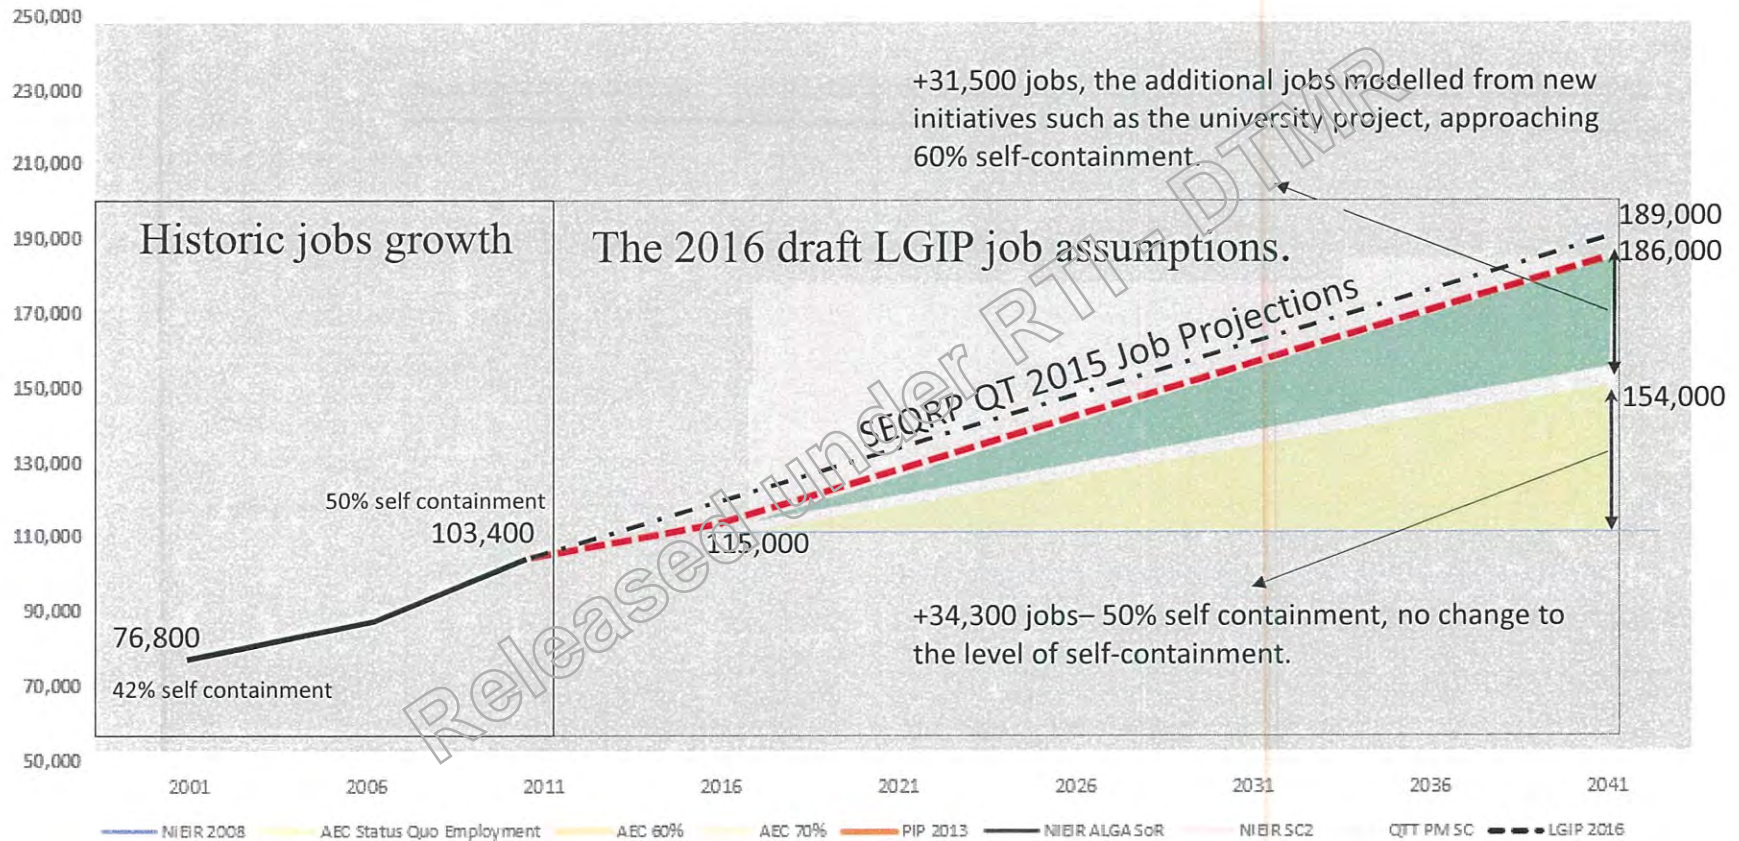 250,000
230,000
210,000
190,000
170,000
150,000
130,000
110,000
90,000
70,000
50,000
+31,500 jobs, the additional jobs modelled from new
initiatives such as the university project, approaching
60% self-containment.
Historic jobs growth
The 2016 draft LGIP job assumptions.
189,000
186,000
SEQRP QT 2015 Job Projections
154,000
50% self containment
103,400
115,000
76,800
42% self containment
+34,300 jobs– 50% self containment, no change to
the level of self-containment.
Released under RTI - DTMR
2001 2006 2011 2016 2021 2026 2031 2036 2041
NIEIR 2008 AEC Status Quo Employment AEC 60% AEC 70% PIP 2013 NIEIR ALGA SoR NIEIR SC2 QTT PM SC LGIP 2016